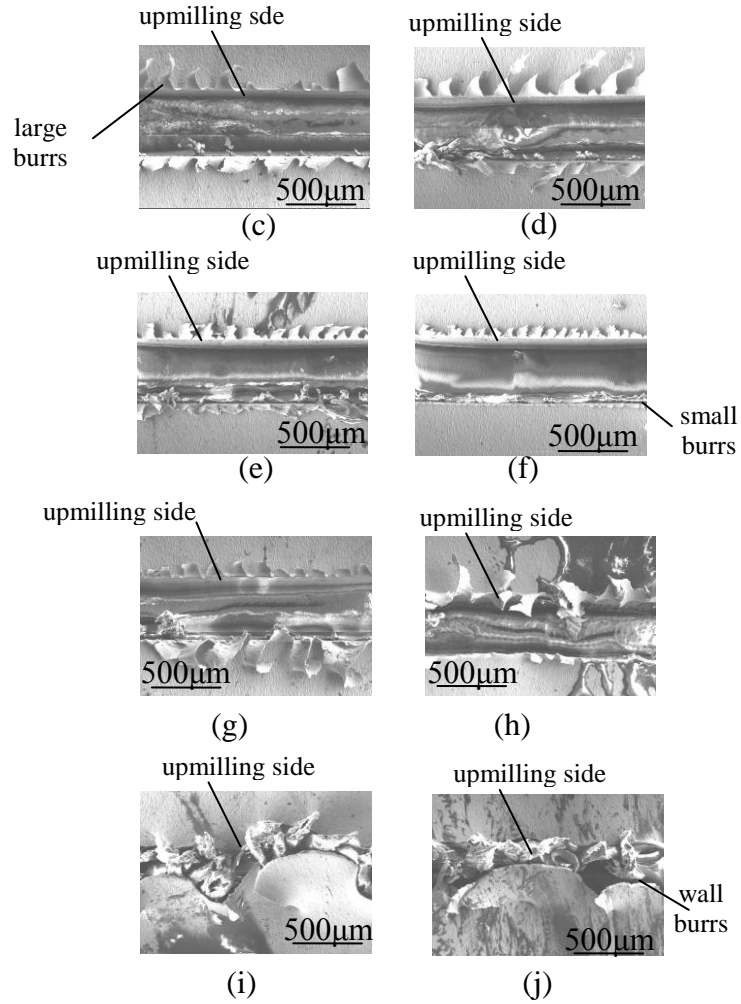 upmilling sde
upmilling side
large
burrs
500μm
500μm
(c)
(d)
upmilling side
upmilling side
500μm
500μm
small
burrs
(e)
(f)
upmilling side
upmilling side
500μm
500μm
(g)
(h)
upmilling side
upmilling side
wall
burrs
500μm
500μm
(i)
(j)